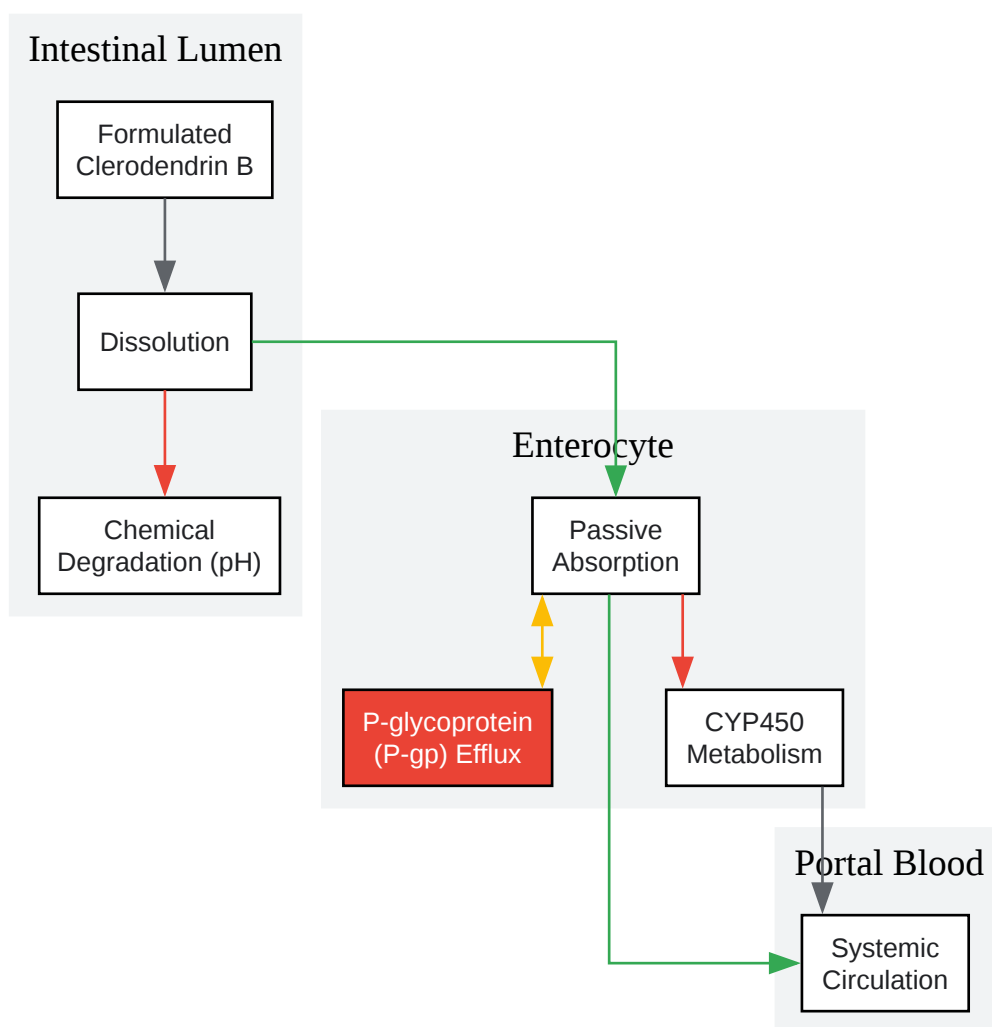 Intestinal Lumen
Formulated
Clerodendrin B
Dissolution
Chemical
Degradation (pH)
Enterocyte
Passive
Absorption
P-glycoprotein
(P-gp) Efflux
CYP450
Metabolism
Portal Blood
Systemic
Circulation